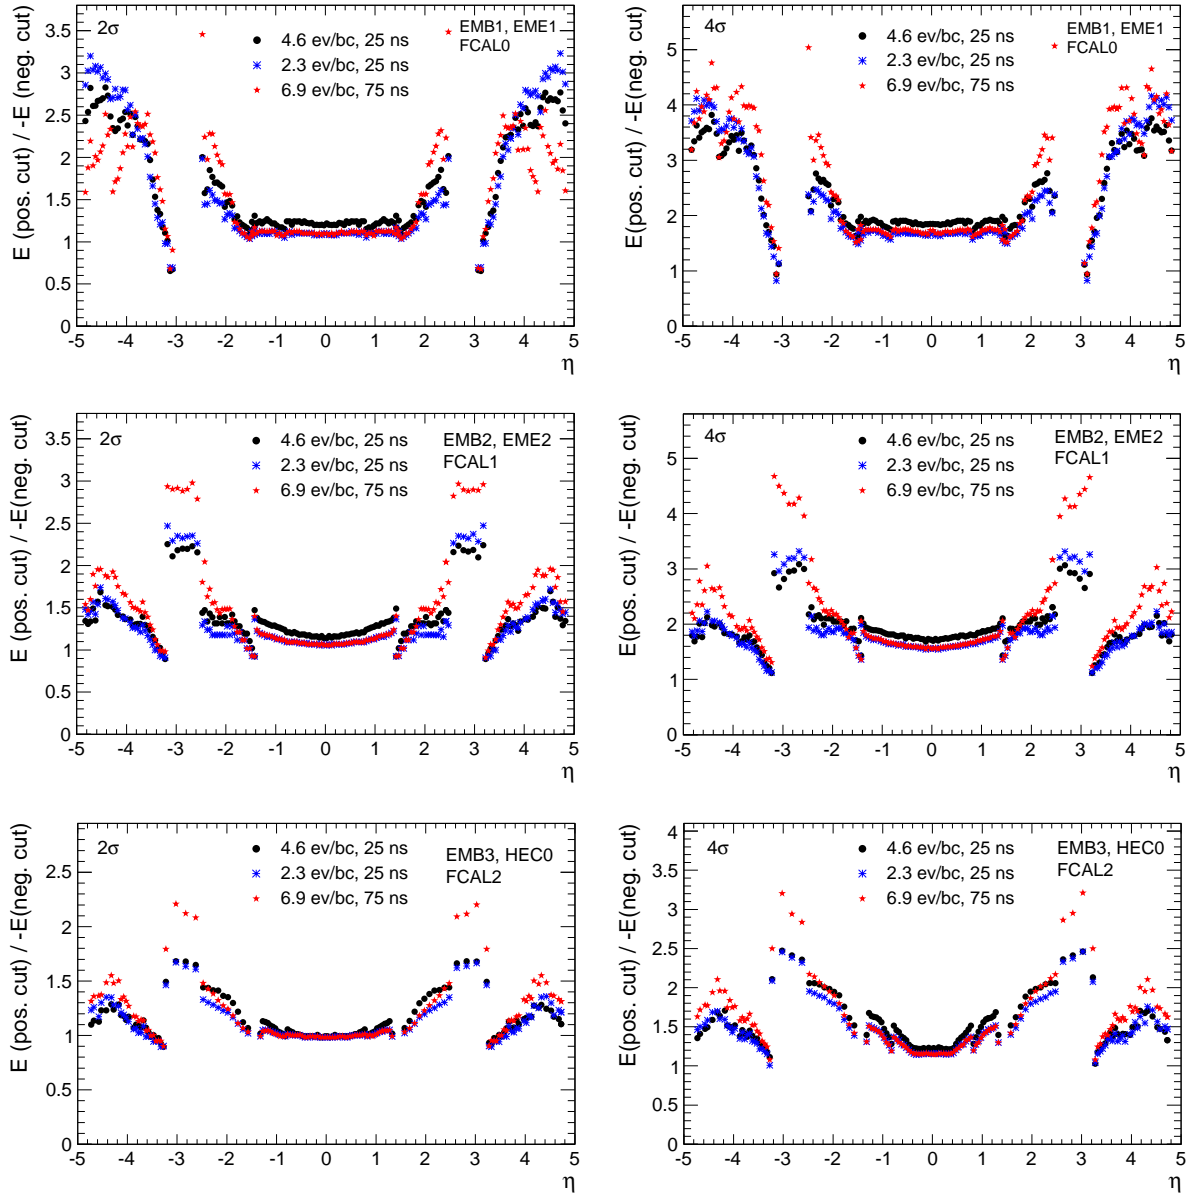 E (pos. cut) / -E (neg. cut)
2σ
4.6 ev/bc, 25 ns
2.3 ev/bc, 25 ns
6.9 ev/bc, 75 ns
EMB1, EME1
FCAL0
3.5
3
2.5
2
1.5
1
0.5
0
-5 -4 -3 -2 -1 0 1 2 3 4 5
η
E(pos. cut) / -E(neg. cut)
4σ
4.6 ev/bc, 25 ns
2.3 ev/bc, 25 ns
6.9 ev/bc, 75 ns
EMB1, EME1
FCAL0
5
4
3
2
1
0
-5 -4 -3 -2 -1 0 1 2 3 4 5
η
E (pos. cut) / -E(neg. cut)
2σ
4.6 ev/bc, 25 ns
2.3 ev/bc, 25 ns
6.9 ev/bc, 75 ns
EMB2, EME2
FCAL1
3.5
3
2.5
2
1.5
1
0.5
0
-5 -4 -3 -2 -1 0 1 2 3 4 5
η
E(pos. cut) / -E(neg. cut)
4σ
4.6 ev/bc, 25 ns
2.3 ev/bc, 25 ns
6.9 ev/bc, 75 ns
EMB2, EME2
FCAL1
5
4
3
2
1
0
-5 -4 -3 -2 -1 0 1 2 3 4 5
η
E (pos. cut) / -E(neg. cut)
2σ
4.6 ev/bc, 25 ns
2.3 ev/bc, 25 ns
6.9 ev/bc, 75 ns
EMB3, HEC0
FCAL2
2.5
2
1.5
1
0.5
0
-5 -4 -3 -2 -1 0 1 2 3 4 5
η
E(pos. cut) / -E(neg. cut)
4σ
4.6 ev/bc, 25 ns
2.3 ev/bc, 25 ns
6.9 ev/bc, 75 ns
EMB3, HEC0
FCAL2
4
3.5
3
2.5
2
1.5
1
0.5
0
-5 -4 -3 -2 -1 0 1 2 3 4 5
η